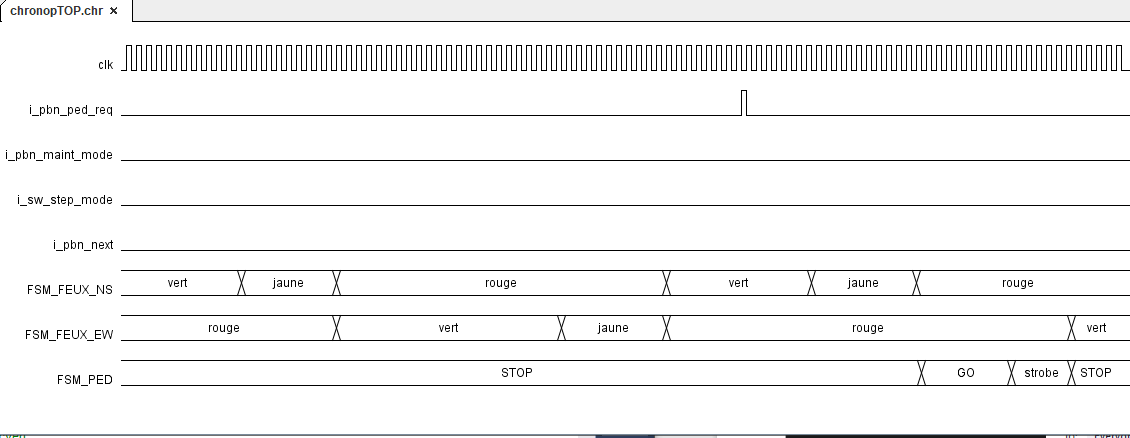 chronopTOP.chr ×
clk
i_pbn_ped_req
i_pbn_maint_mode
i_sw_step_mode
i_pbn_next
FSM_FEUX_NS vert jaune rouge vert jaune rouge
FSM_FEUX_EW rouge vert jaune rouge vert
FSM_PED STOP GO strobe STOP